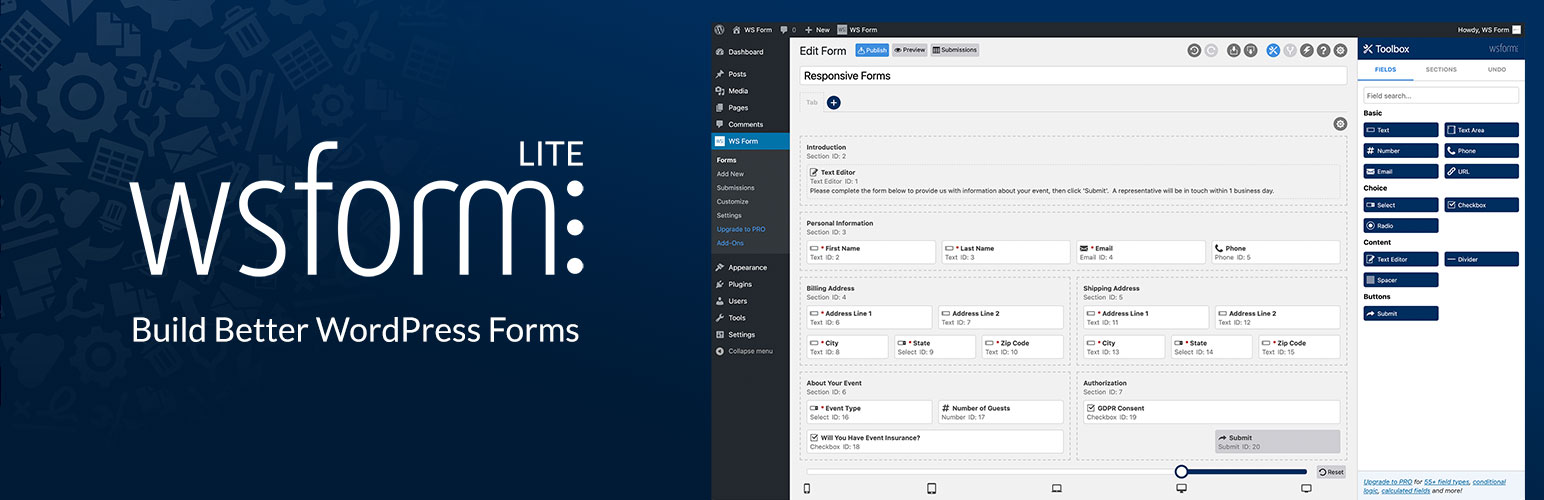 LITE
wsform:
Build Better WordPress Forms
WS Form 0 New WS Form Howdy, WS Form
Dashboard
Posts
Media
Pages
Comments
WS Form
Forms
Add New
Submissions
Customize
Settings
Upgrade to PRO
Add-Ons
Appearance
Plugins
Users
Tools
Settings
Collapse menu
Edit Form Publish Preview Submissions
Responsive Forms
Tab
Introduction
Section ID: 2
Text Editor
Text Editor ID: 1
Please complete the form below to provide us with information about your event, then click 'Submit'. A representative will be in touch within 1 business day.
Personal Information
Section ID: 3
* First Name * Last Name * Email Phone
Text ID: 2 Text ID: 3 Email ID: 4 Phone ID: 5
Billing Address
Section ID: 4
* Address Line 1 Address Line 2
Text ID: 6 Text ID: 7
* City * State * Zip Code
Text ID: 8 Select ID: 9 Text ID: 10
Shipping Address
Section ID: 5
* Address Line 1 Address Line 2
Text ID: 11 Text ID: 12
* City * State * Zip Code
Text ID: 13 Select ID: 14 Text ID: 15
About Your Event
Section ID: 6
* Event Type Number of Guests
Select ID: 16 Number ID: 17
Will You Have Event Insurance?
Checkbox ID: 18
Authorization
Section ID: 7
GDPR Consent
Checkbox ID: 19
Submit
Submit ID: 20
Reset
Toolbox wsform:
FIELDS SECTIONS UNDO
Field search...
Basic
Text Text Area
Number Phone
Email URL
Choice
Select Checkbox
Radio
Content
Text Editor Divider
Spacer
Buttons
Submit
Upgrade to PRO for 55+ field types, conditional
logic, calculated fields and more!